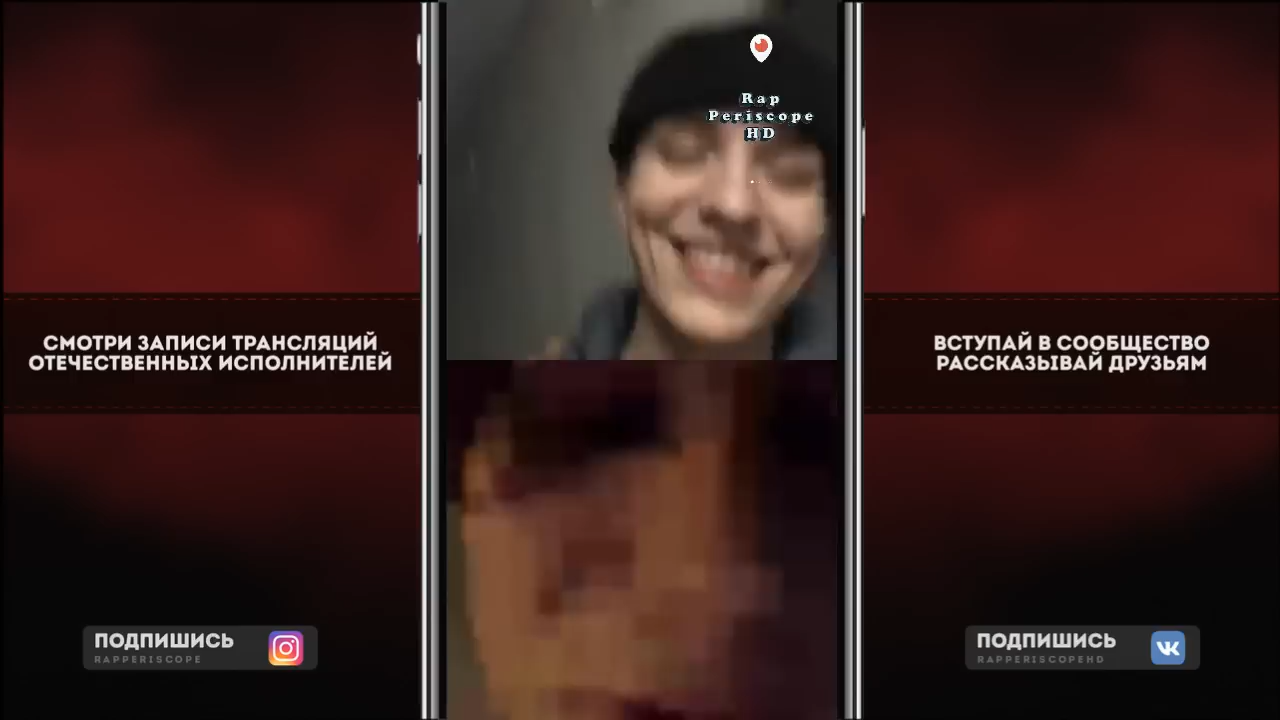 Rap
Periscope
HD
СМОТРИ ЗАПИСИ ТРАНСЛЯЦИЙ
ОТЕЧЕСТВЕННЫХ ИСПОЛНИТЕЛЕЙ
ВСТУПАЙ В СООБЩЕСТВО
РАССКАЗЫВАЙ ДРУЗЬЯМ
ПОДПИШИСЬ
RAPPERISCOPE
ПОДПИШИСЬ
RAPPERISCOPEHD